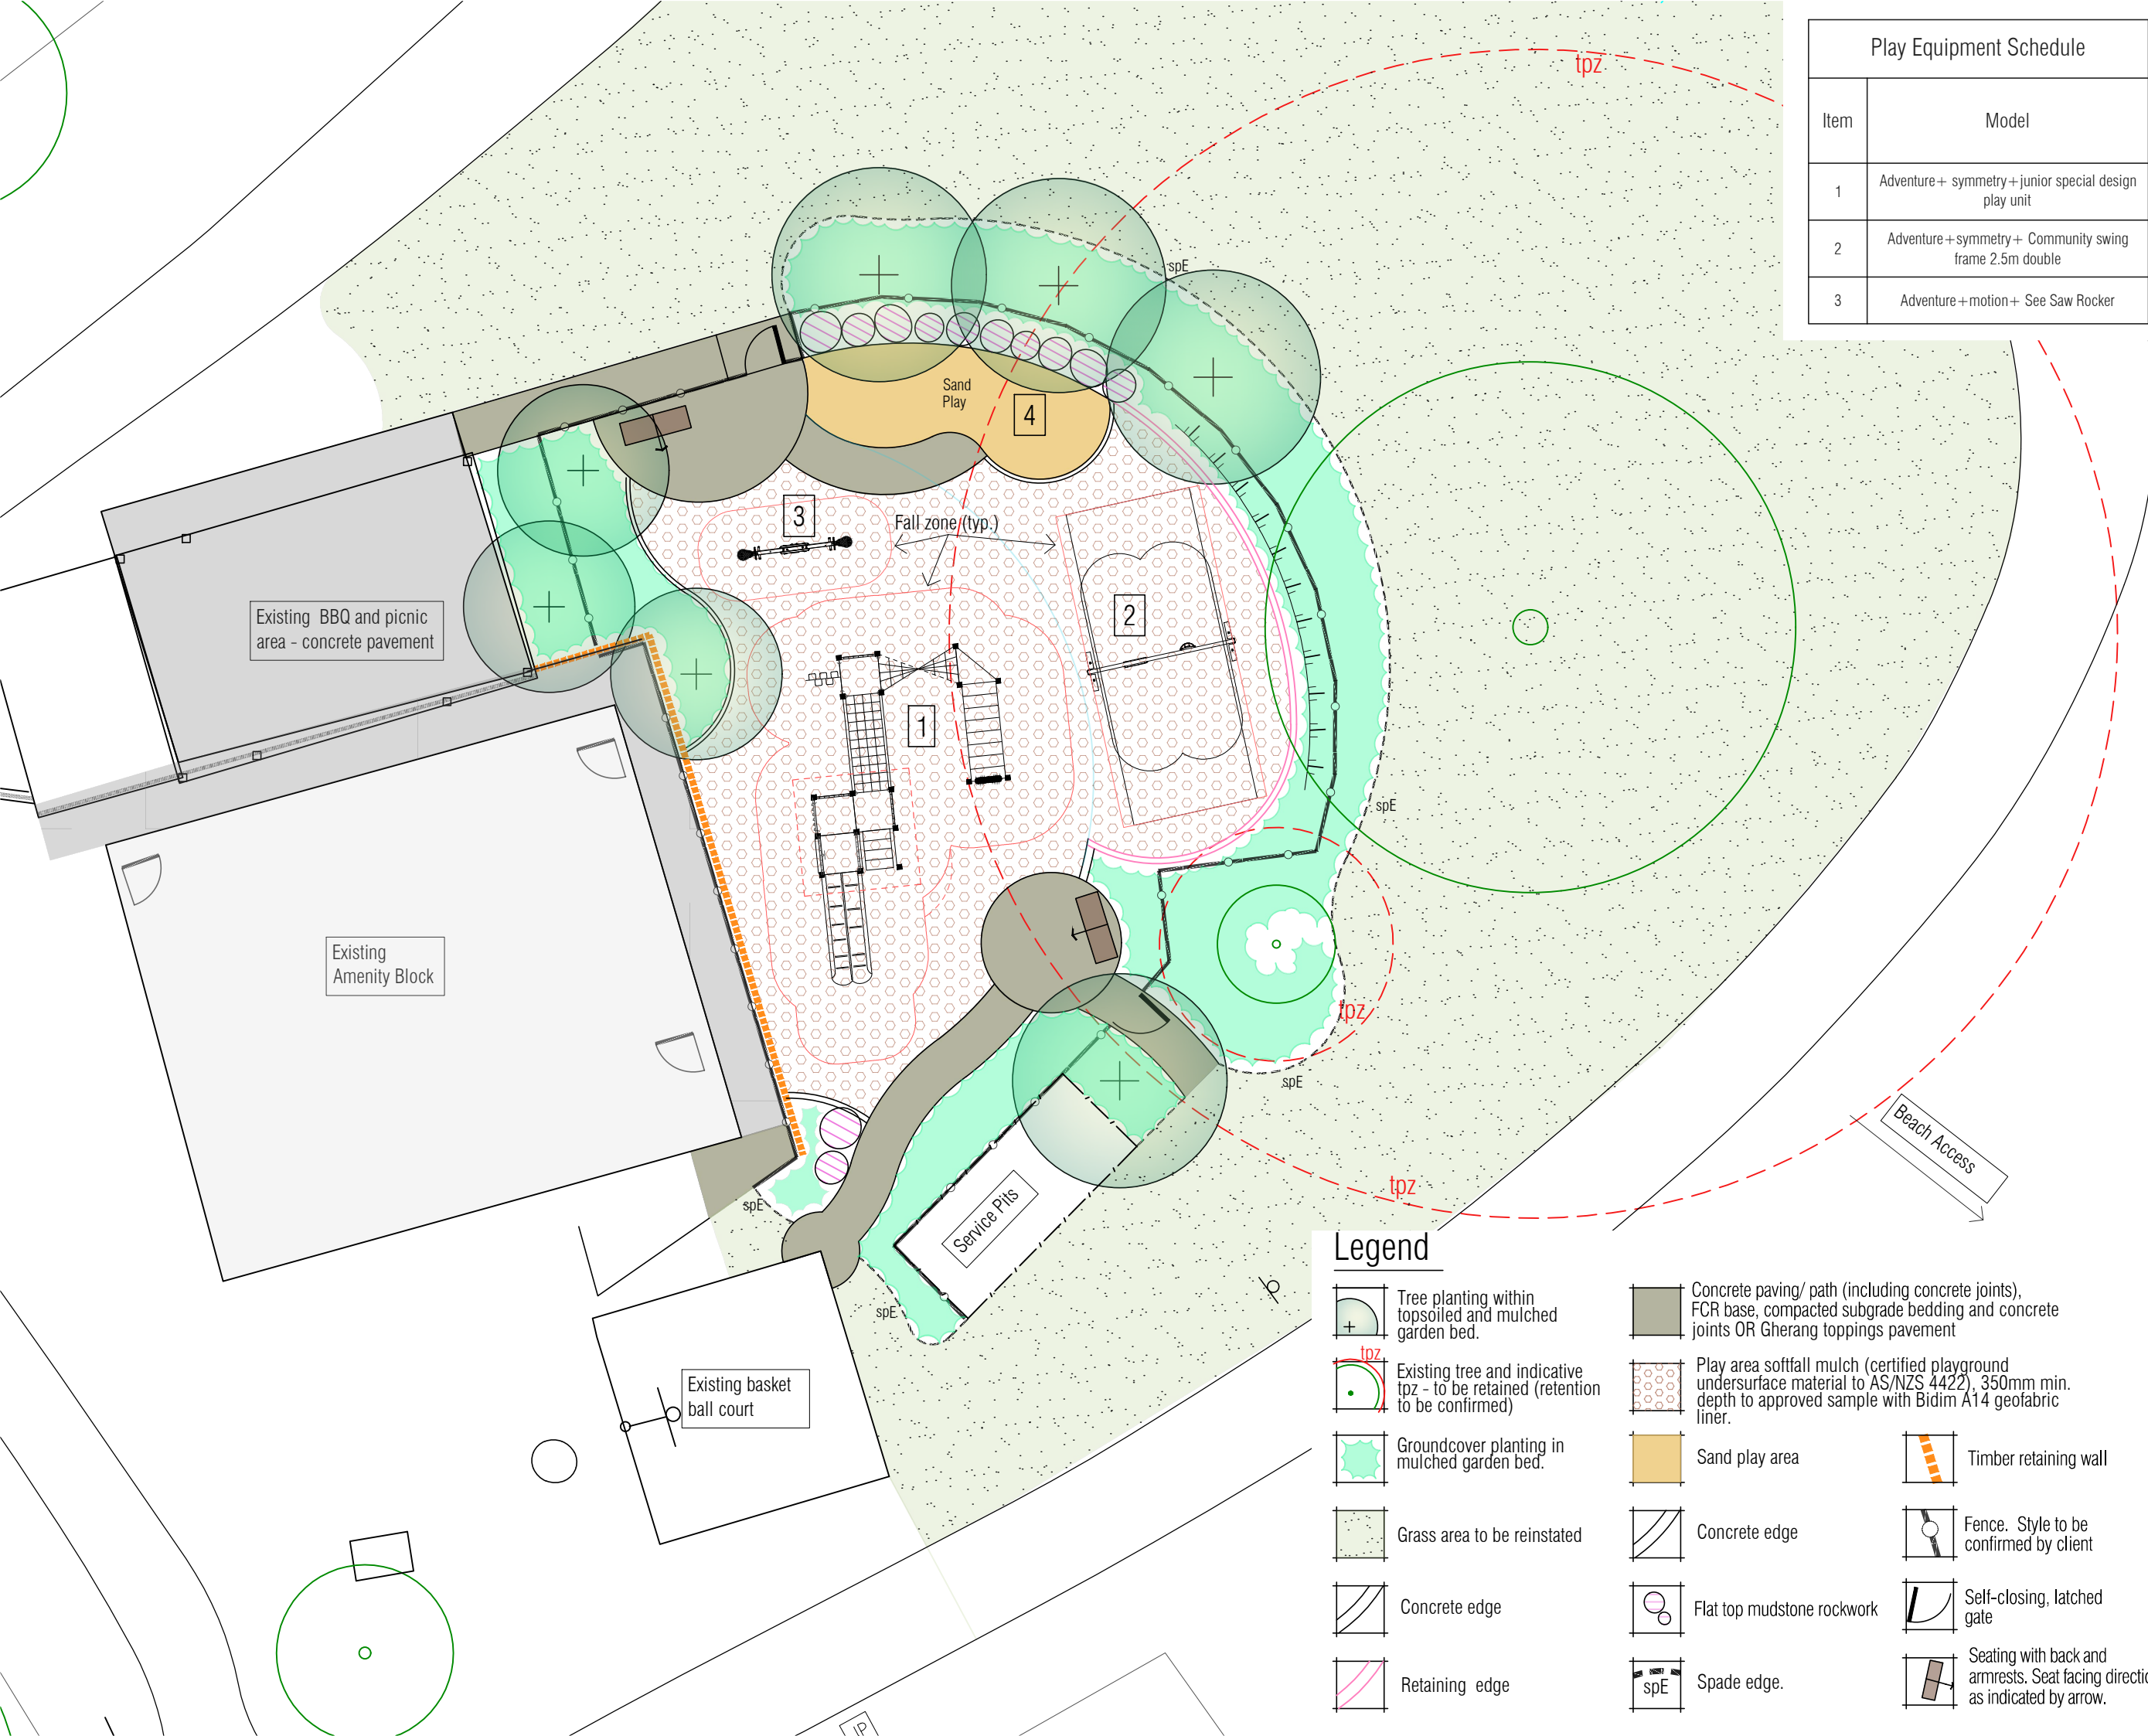 tpz
Play Equipment Schedule
Item
Model
1
Adventure+ symmetry+junior special design
play unit
2
Adventure+symmetry+ Community swing
frame 2.5m double
3
Adventure+motion+ See Saw Rocker
spE
Sand
Play
4
3
Fall zone (typ.)
Existing BBQ and picnic
area - concrete pavement
2
1
spE
Existing
Amenity Block
tpz
spE
Beach Access
tpz
spE
Service Pits
spE
Existing basket
ball court
IP
Legend
Tree planting within
topsoiled and mulched
garden bed.
tpz
Existing tree and indicative
tpz - to be retained (retention
to be confirmed)
Groundcover planting in
mulched garden bed.
Grass area to be reinstated
Concrete edge
Retaining edge
Concrete paving/ path (including concrete joints),
FCR base, compacted subgrade bedding and concrete
joints OR Gherang toppings pavement
Play area softfall mulch (certified playground
undersurface material to AS/NZS 4422), 350mm min.
depth to approved sample with Bidim A14 geofabric
liner.
Sand play area
Concrete edge
Flat top mudstone rockwork
spE
Spade edge.
Timber retaining wall
Fence. Style to be
confirmed by client
Self-closing, latched
gate
Seating with back and
armrests. Seat facing directi
as indicated by arrow.